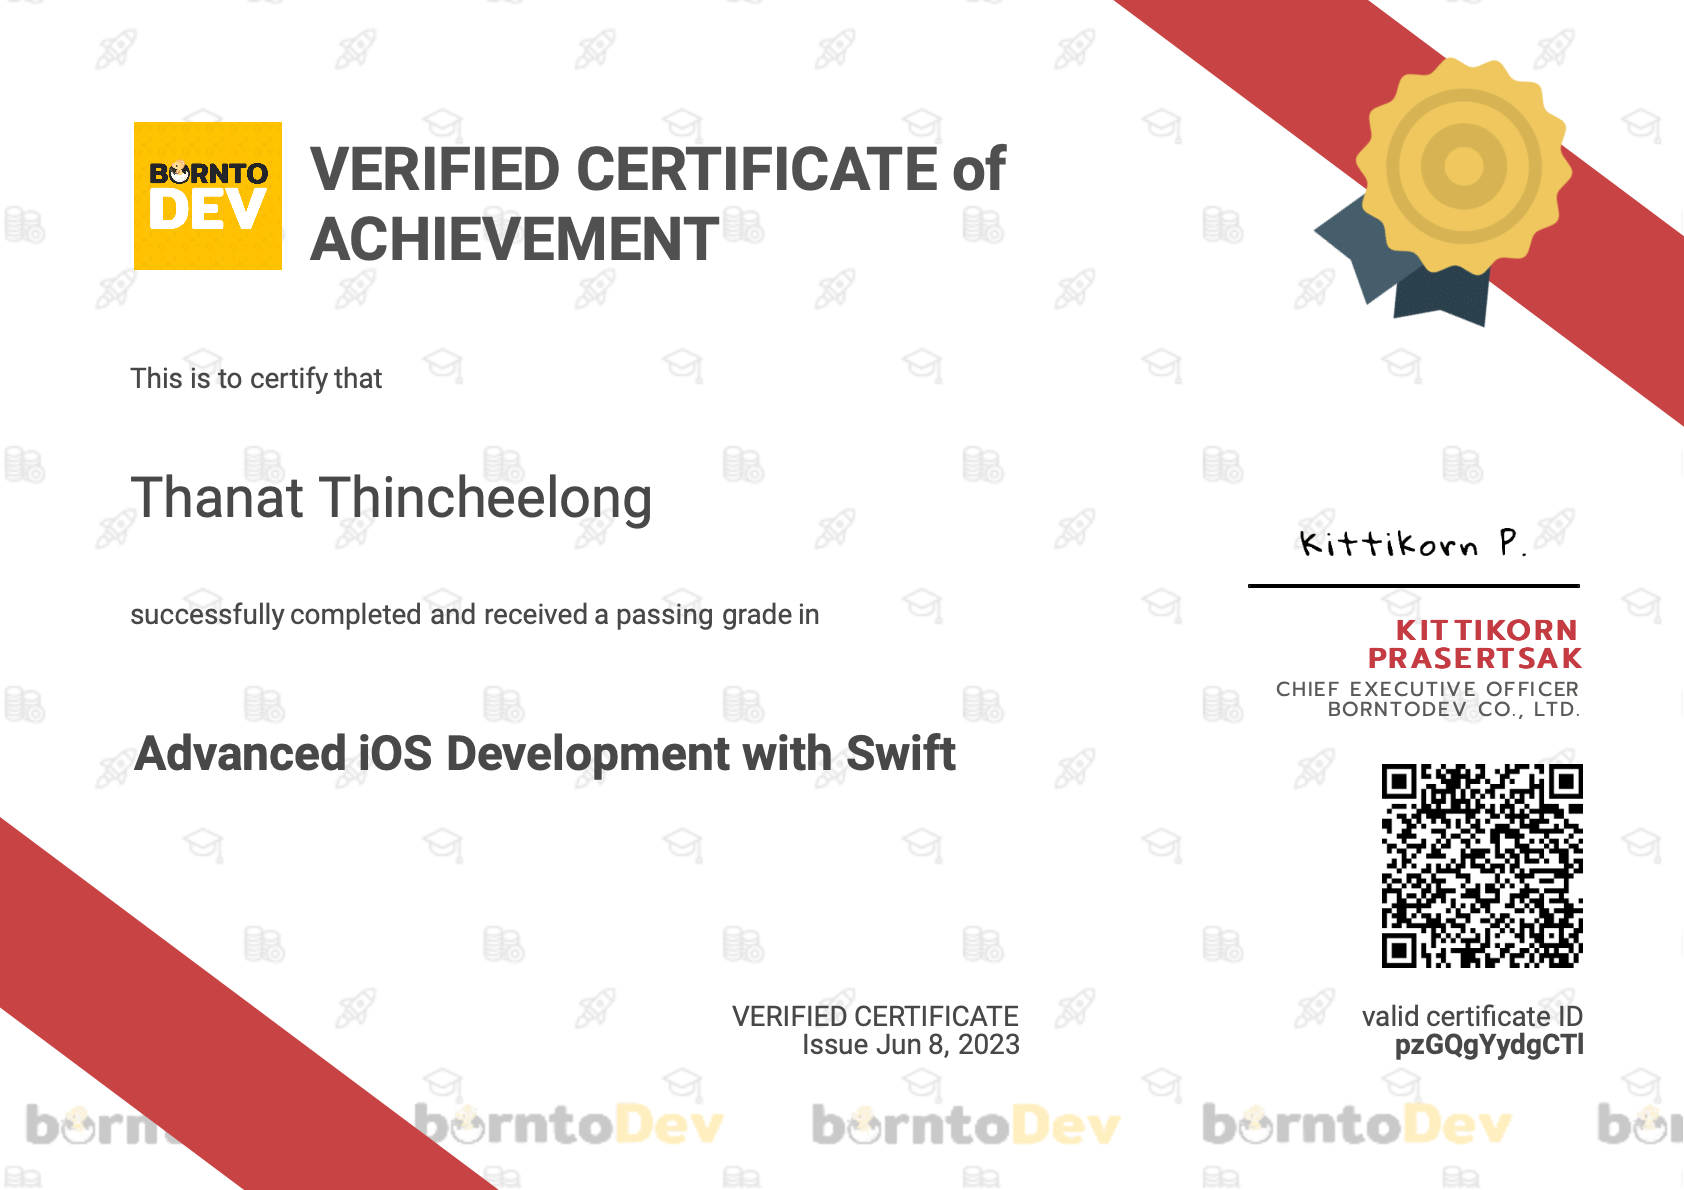 BORNTO
DEV
VERIFIED CERTIFICATE of
ACHIEVEMENT
This is to certify that
Thanat Thincheelong
successfully completed and received a passing grade in
Advanced iOS Development with Swift
Kittikorn P.
KITTIKORN
PRASERTSAK
CHIEF EXECUTIVE OFFICER
BORNTODEV CO., LTD.
VERIFIED CERTIFICATE
Issue Jun 8, 2023
valid certificate ID
pzGQgYydgCTl
borntoDev borntoDev borntoDev